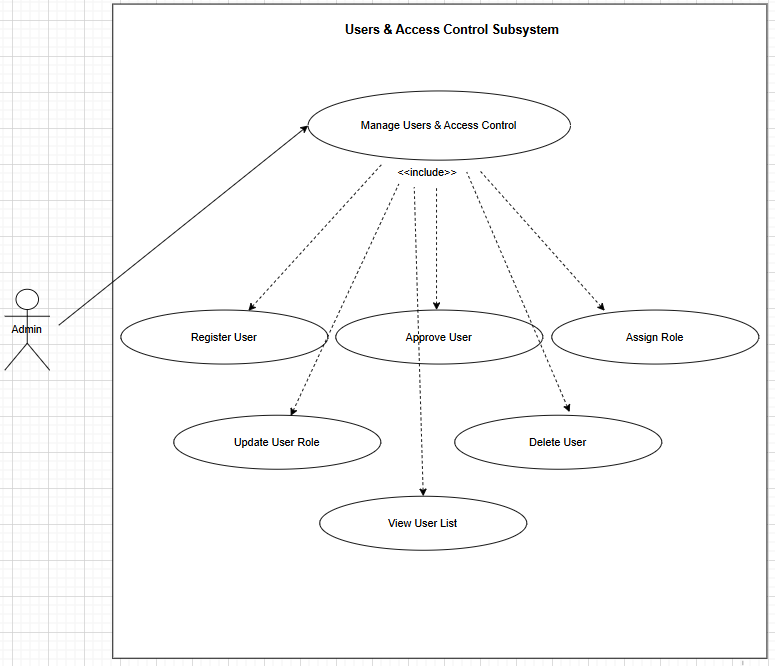 Users & Access Control Subsystem
Manage Users & Access Control
<<include>>
Admin
Register User
Approve User
Assign Role
Update User Role
Delete User
View User List